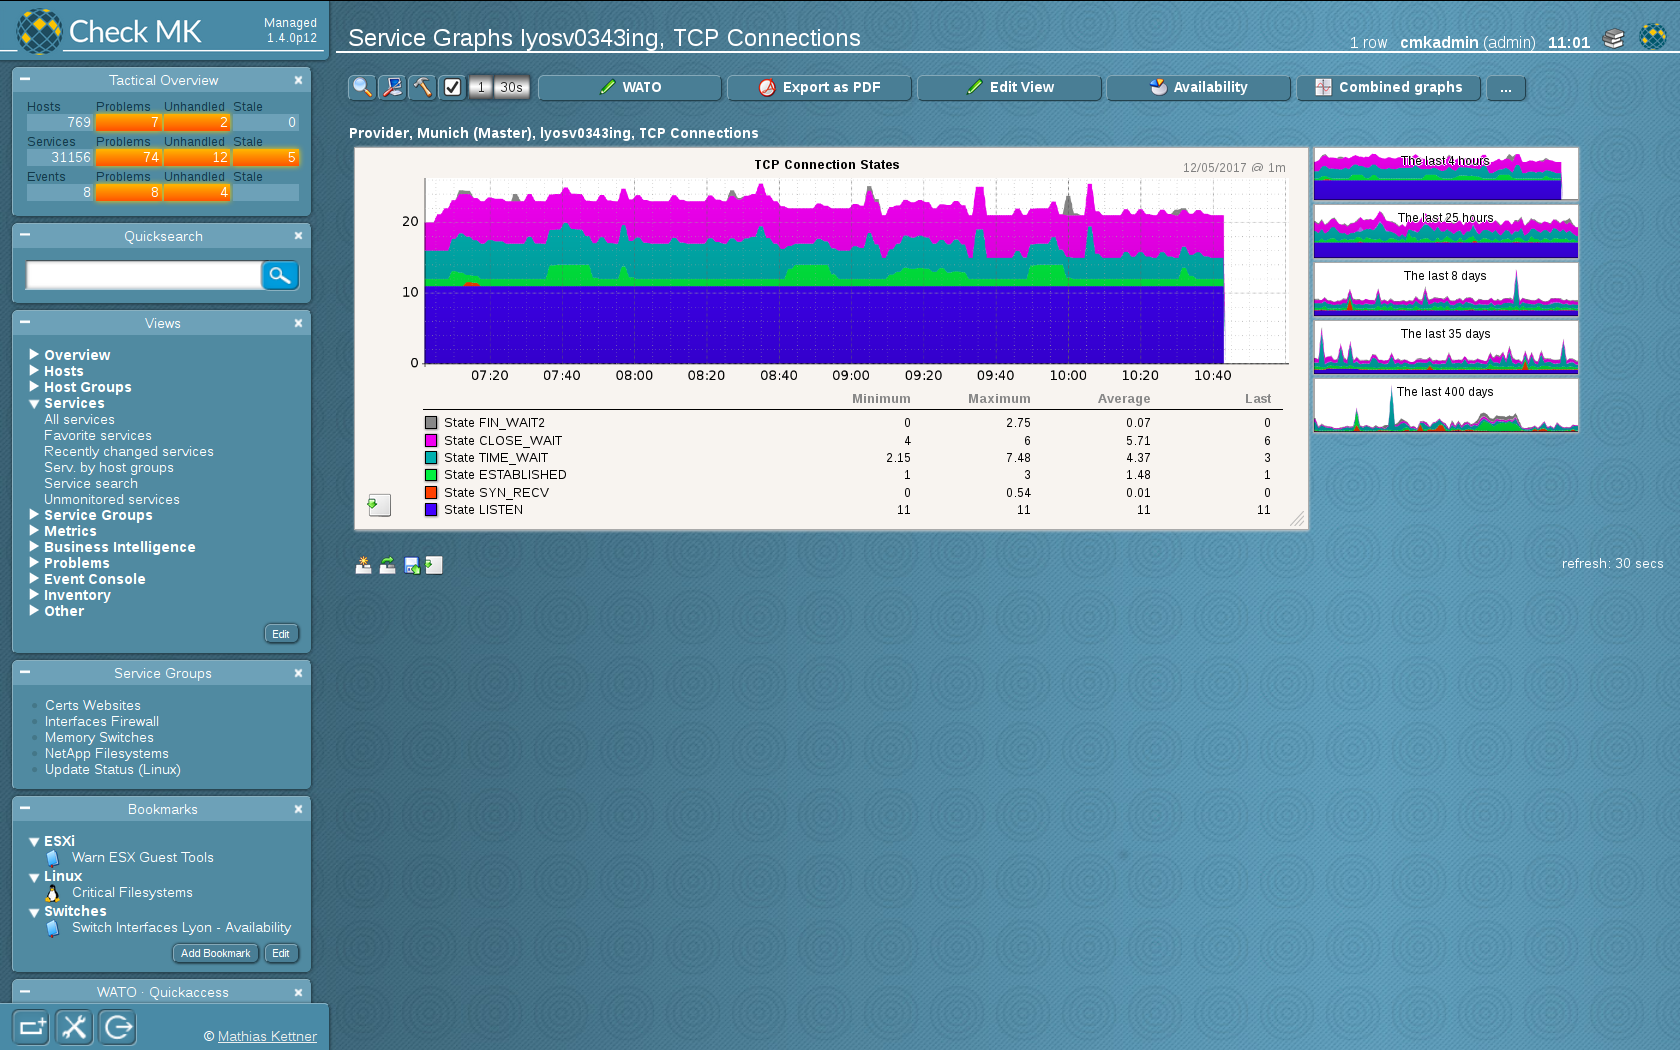 Check MK
Managed
1.4.0p12
Tactical Overview
Hosts Problems Unhandled Stale
769 7 2 0
Services Problems Unhandled Stale
31156 74 12 5
Events Problems Unhandled Stale
8 8 4
Quicksearch
Views
Overview
Hosts
Host Groups
Services
All services
Favorite services
Recently changed services
Serv. by host groups
Service search
Unmonitored services
Service Groups
Metrics
Business Intelligence
Problems
Event Console
Inventory
Other
Edit
Service Groups
Certs Websites
Interfaces Firewall
Memory Switches
NetApp Filesystems
Update Status (Linux)
Bookmarks
ESXi
Warn ESX Guest Tools
Linux
Critical Filesystems
Switches
Switch Interfaces Lyon - Availability
Add Bookmark Edit
WATO · Quickaccess
© Mathias Kettner
Service Graphs lyosv0343ing, TCP Connections
1 row cmkadmin (admin) 11:01
1 30s WATO Export as PDF Edit View Availability Combined graphs ...
Provider, Munich (Master), lyosv0343ing, TCP Connections
TCP Connection States
12/05/2017 @ 1m
20
10
0
07:20 07:40 08:00 08:20 08:40 09:00 09:20 09:40 10:00 10:20 10:40
Minimum Maximum Average Last
State FIN_WAIT2 0 2.75 0.07 0
State CLOSE_WAIT 4 6 5.71 6
State TIME_WAIT 2.15 7.48 4.37 3
State ESTABLISHED 1 3 1.48 1
State SYN_RECV 0 0.54 0.01 0
State LISTEN 11 11 11 11
The last 4 hours
The last 25 hours
The last 8 days
The last 35 days
The last 400 days
refresh: 30 secs